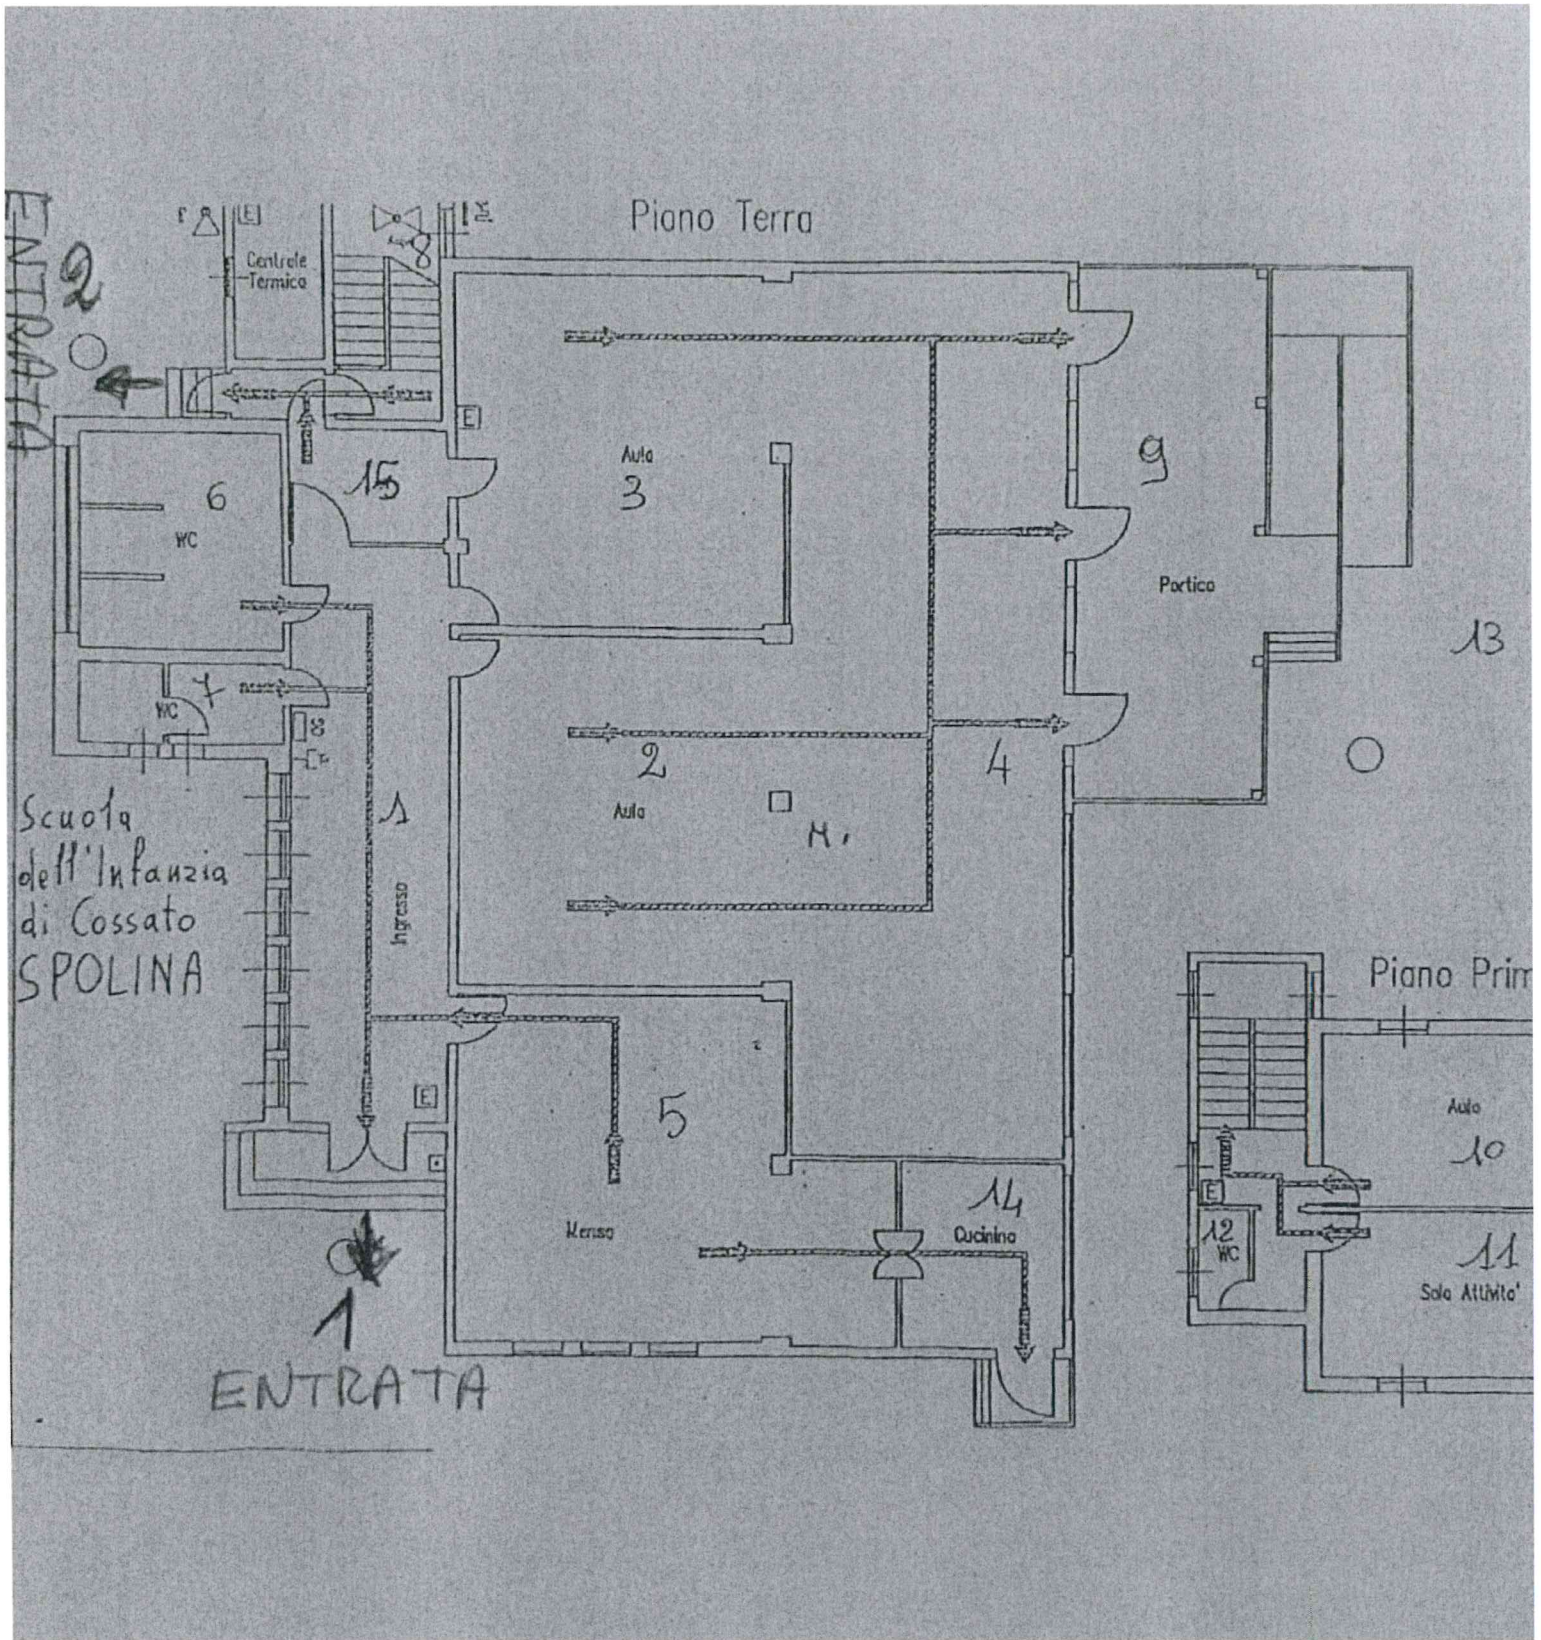 Piano Terra
E
Centrale
Termica
8
ENTRATA
2
E
Aula
3
15
6
WC
9
Portico
13
7
WC
2
Aula
4
1
Ingresso
Scuola
dell'Infanzia
di Cossato
SPOLINA
Piano Prim
Aula
10
E
12
WC
11
Sala Attivita'
E
5
Mensa
14
Cucinina
1
ENTRATA